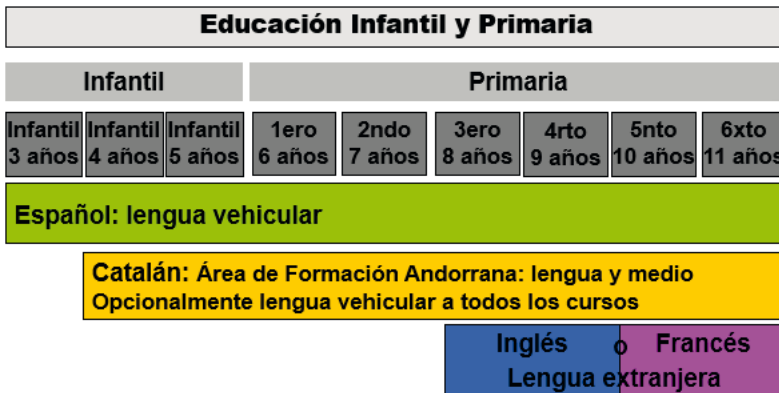 Educación Infantil y Primaria
Infantil
Primaria
Infantil
3 años
Infantil
4 años
Infantil
5 años
1ero
6 años
2ndo
7 años
3ero
8 años
4rto
9 años
5nto
10 años
6xto
11 años
Español: lengua vehicular
Catalán: Área de Formación Andorrana: lengua y medio
Opcionalmente lengua vehicular a todos los cursos
Inglés o Francés
Lengua extranjera